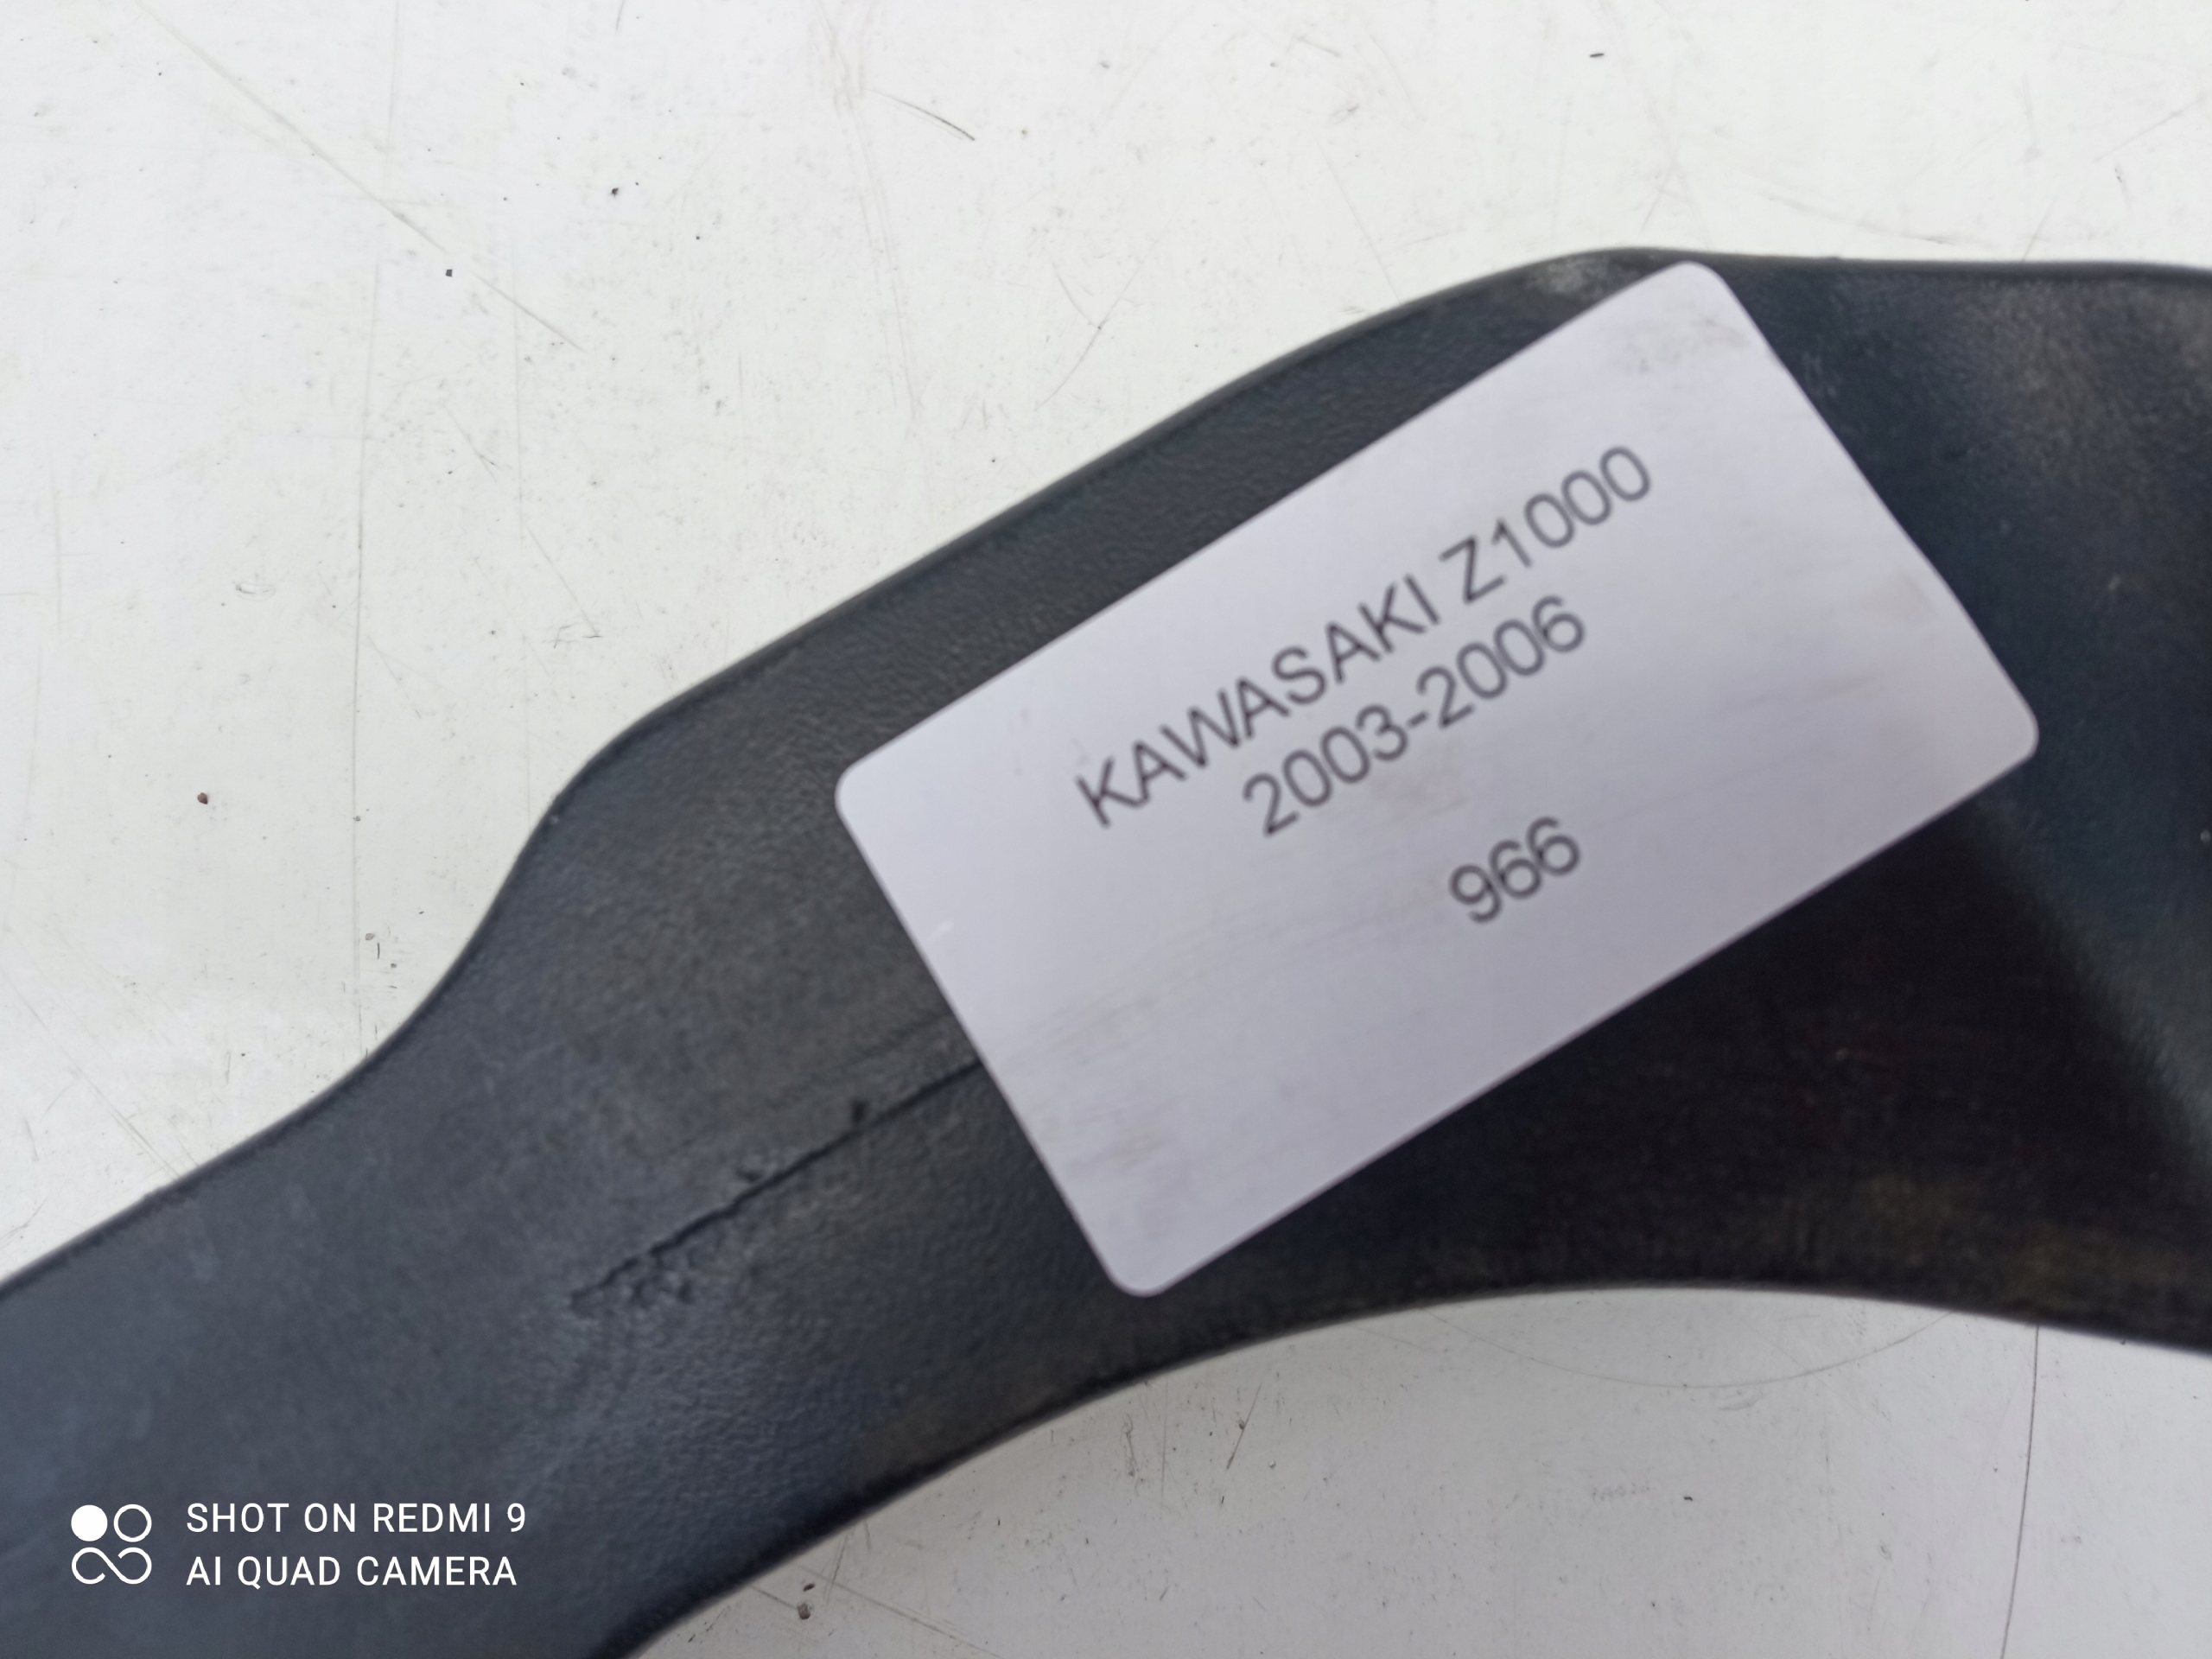 KAWASAKI Z1000
2003-2006
966
SHOT ON REDMI 9
AI QUAD CAMERA